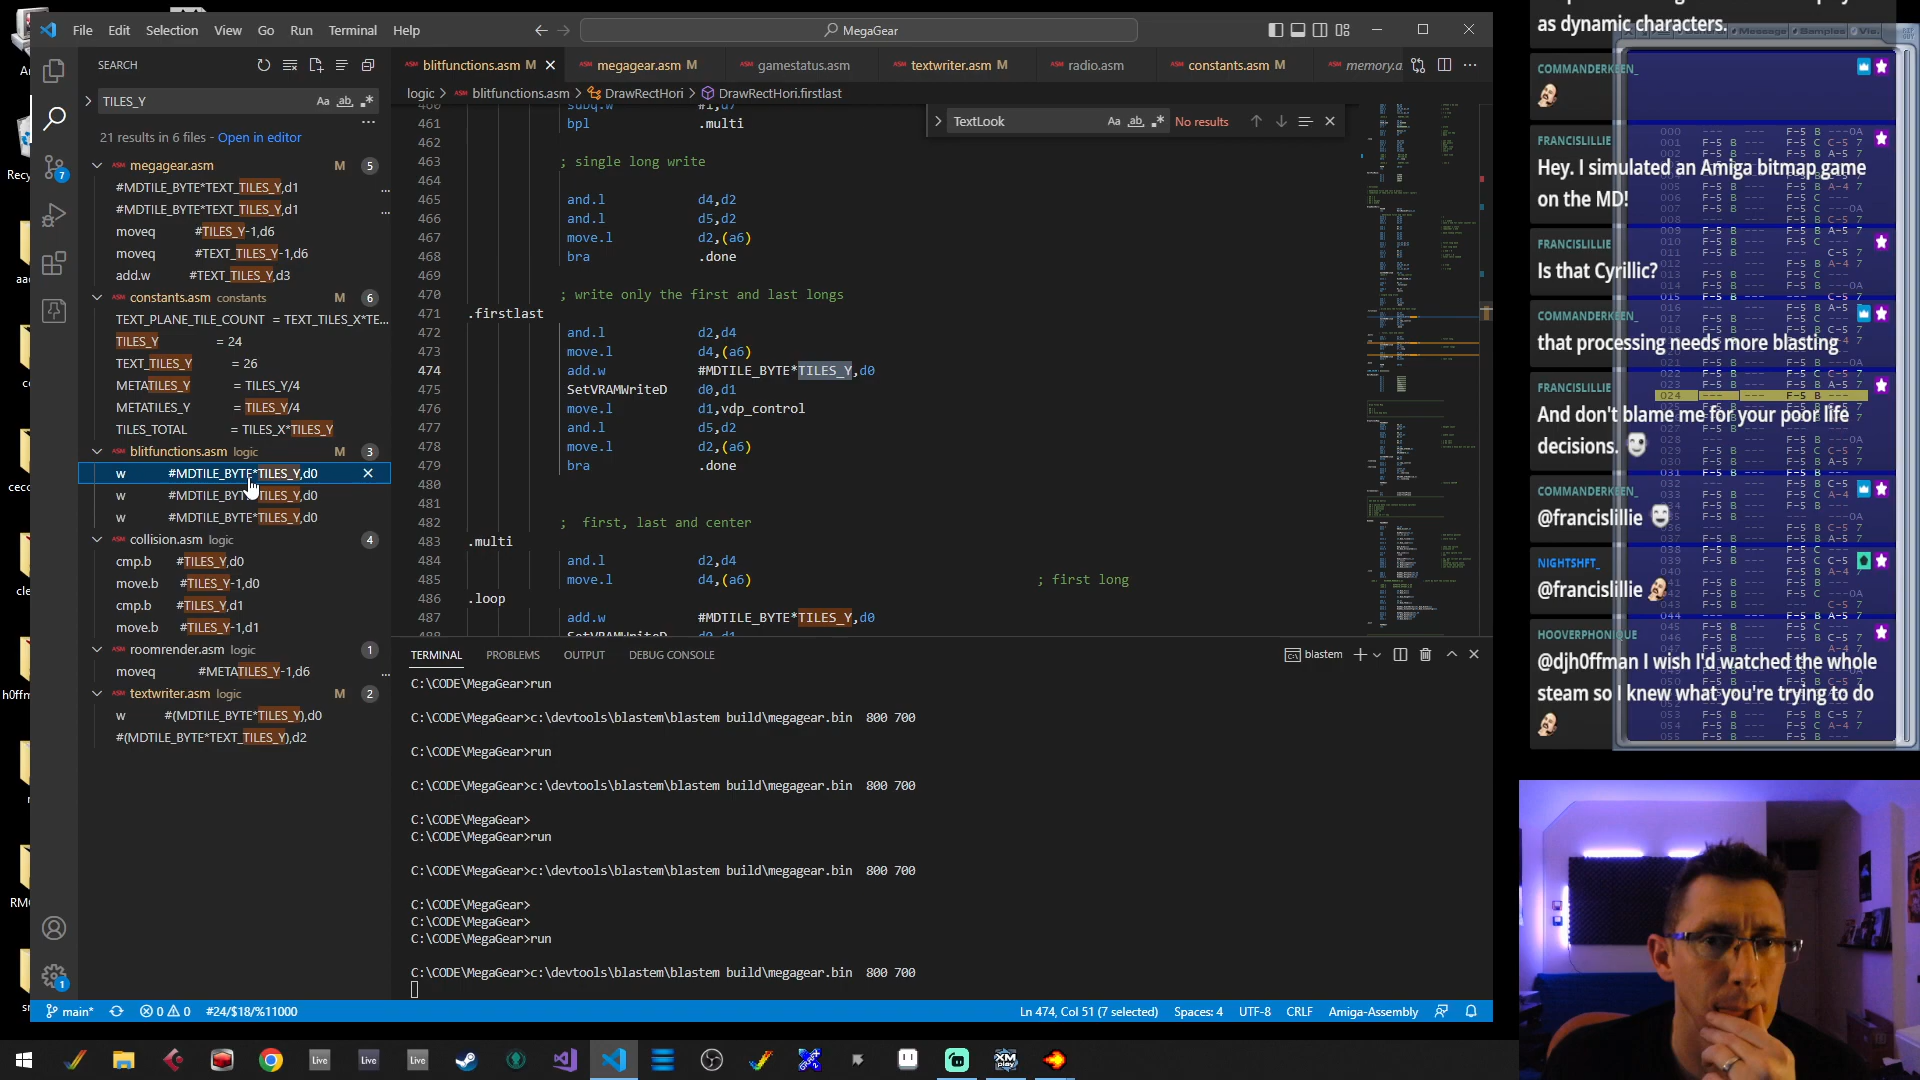 File Edit Selection View Go Run Terminal Help
MegaGear
SEARCH
TILES_Y
Aa ab
21 results in 6 files - Open in editor
megagear.asm M 5
#MDTILE_BYTE*TEXT_TILES_Y,d1 ...
#MDTILE_BYTE*TEXT_TILES_Y,d1 ...
moveq #TILES_Y-1,d6
moveq #TEXT_TILES_Y-1,d6
add.w #TEXT_TILES_Y,d3
constants.asm constants M 6
TEXT_PLANE_TILE_COUNT = TEXT_TILES_X*TE...
TILES_Y = 24
TEXT_TILES_Y = 26
METATILES_Y = TILES_Y/4
METATILES_Y = TILES_Y/4
TILES_TOTAL = TILES_X*TILES_Y
blitfunctions.asm logic M 3
w #MDTILE_BYTE*TILES_Y,d0
w #MDTILE_BYTE*TILES_Y,d0
w #MDTILE_BYTE*TILES_Y,d0
collision.asm logic 4
cmp.b #TILES_Y,d0
move.b #TILES_Y-1,d0
cmp.b #TILES_Y,d1
move.b #TILES_Y-1,d1
roomrender.asm logic 1
moveq #METATILES_Y-1,d6 ...
textwriter.asm logic M 2
w #(MDTILE_BYTE*TILES_Y),d0
#(MDTILE_BYTE*TEXT_TILES_Y),d2
blitfunctions.asm M megagear.asm M gamestatus.asm textwriter.asm M radio.asm constants.asm M memory.a
logic > blitfunctions.asm > DrawRectHori > DrawRectHori.firstlast
TextLook Aa ab No results
460 subq.w #1,d7
461 bpl .multi
462
463 ; single long write
464
465 and.l d4,d2
466 and.l d5,d2
467 move.l d2,(a6)
468 bra .done
469
470 ; write only the first and last longs
471 .firstlast
472 and.l d2,d4
473 move.l d4,(a6)
474 add.w #MDTILE_BYTE*TILES_Y,d0
475 SetVRAMWriteD d0,d1
476 move.l d1,vdp_control
477 and.l d5,d2
478 move.l d2,(a6)
479 bra .done
480
481
482 ; first, last and center
483 .multi
484 and.l d2,d4
485 move.l d4,(a6) ; first long
486 .loop
487 add.w #MDTILE_BYTE*TILES_Y,d0
488 SetVRAMWriteD d0,d1
TERMINAL PROBLEMS OUTPUT DEBUG CONSOLE
blastem
C:\CODE\MegaGear>run
C:\CODE\MegaGear>c:\devtools\blastem\blastem build\megagear.bin 800 700
C:\CODE\MegaGear>run
C:\CODE\MegaGear>c:\devtools\blastem\blastem build\megagear.bin 800 700
C:\CODE\MegaGear>
C:\CODE\MegaGear>run
C:\CODE\MegaGear>c:\devtools\blastem\blastem build\megagear.bin 800 700
C:\CODE\MegaGear>
C:\CODE\MegaGear>
C:\CODE\MegaGear>run
C:\CODE\MegaGear>c:\devtools\blastem\blastem build\megagear.bin 800 700
main* 0 0 #24/$18/%11000
Ln 474, Col 51 (7 selected) Spaces: 4 UTF-8 CRLF Amiga-Assembly
7
1
as dynamic characters.
COMMANDERKEEN_
FRANCISLILLIE
Hey. I simulated an Amiga bitmap game
on the MD!
FRANCISLILLIE
Is that Cyrillic?
COMMANDERKEEN_
that processing needs more blasting
FRANCISLILLIE
And don't blame me for your poor life
decisions.
COMMANDERKEEN_
@francislillie
NIGHTSHFT_
@francislillie
HOOVERPHONIQUE
@djh0ffman I wish I'd watched the whole
steam so I knew what you're trying to do
Live Live Live